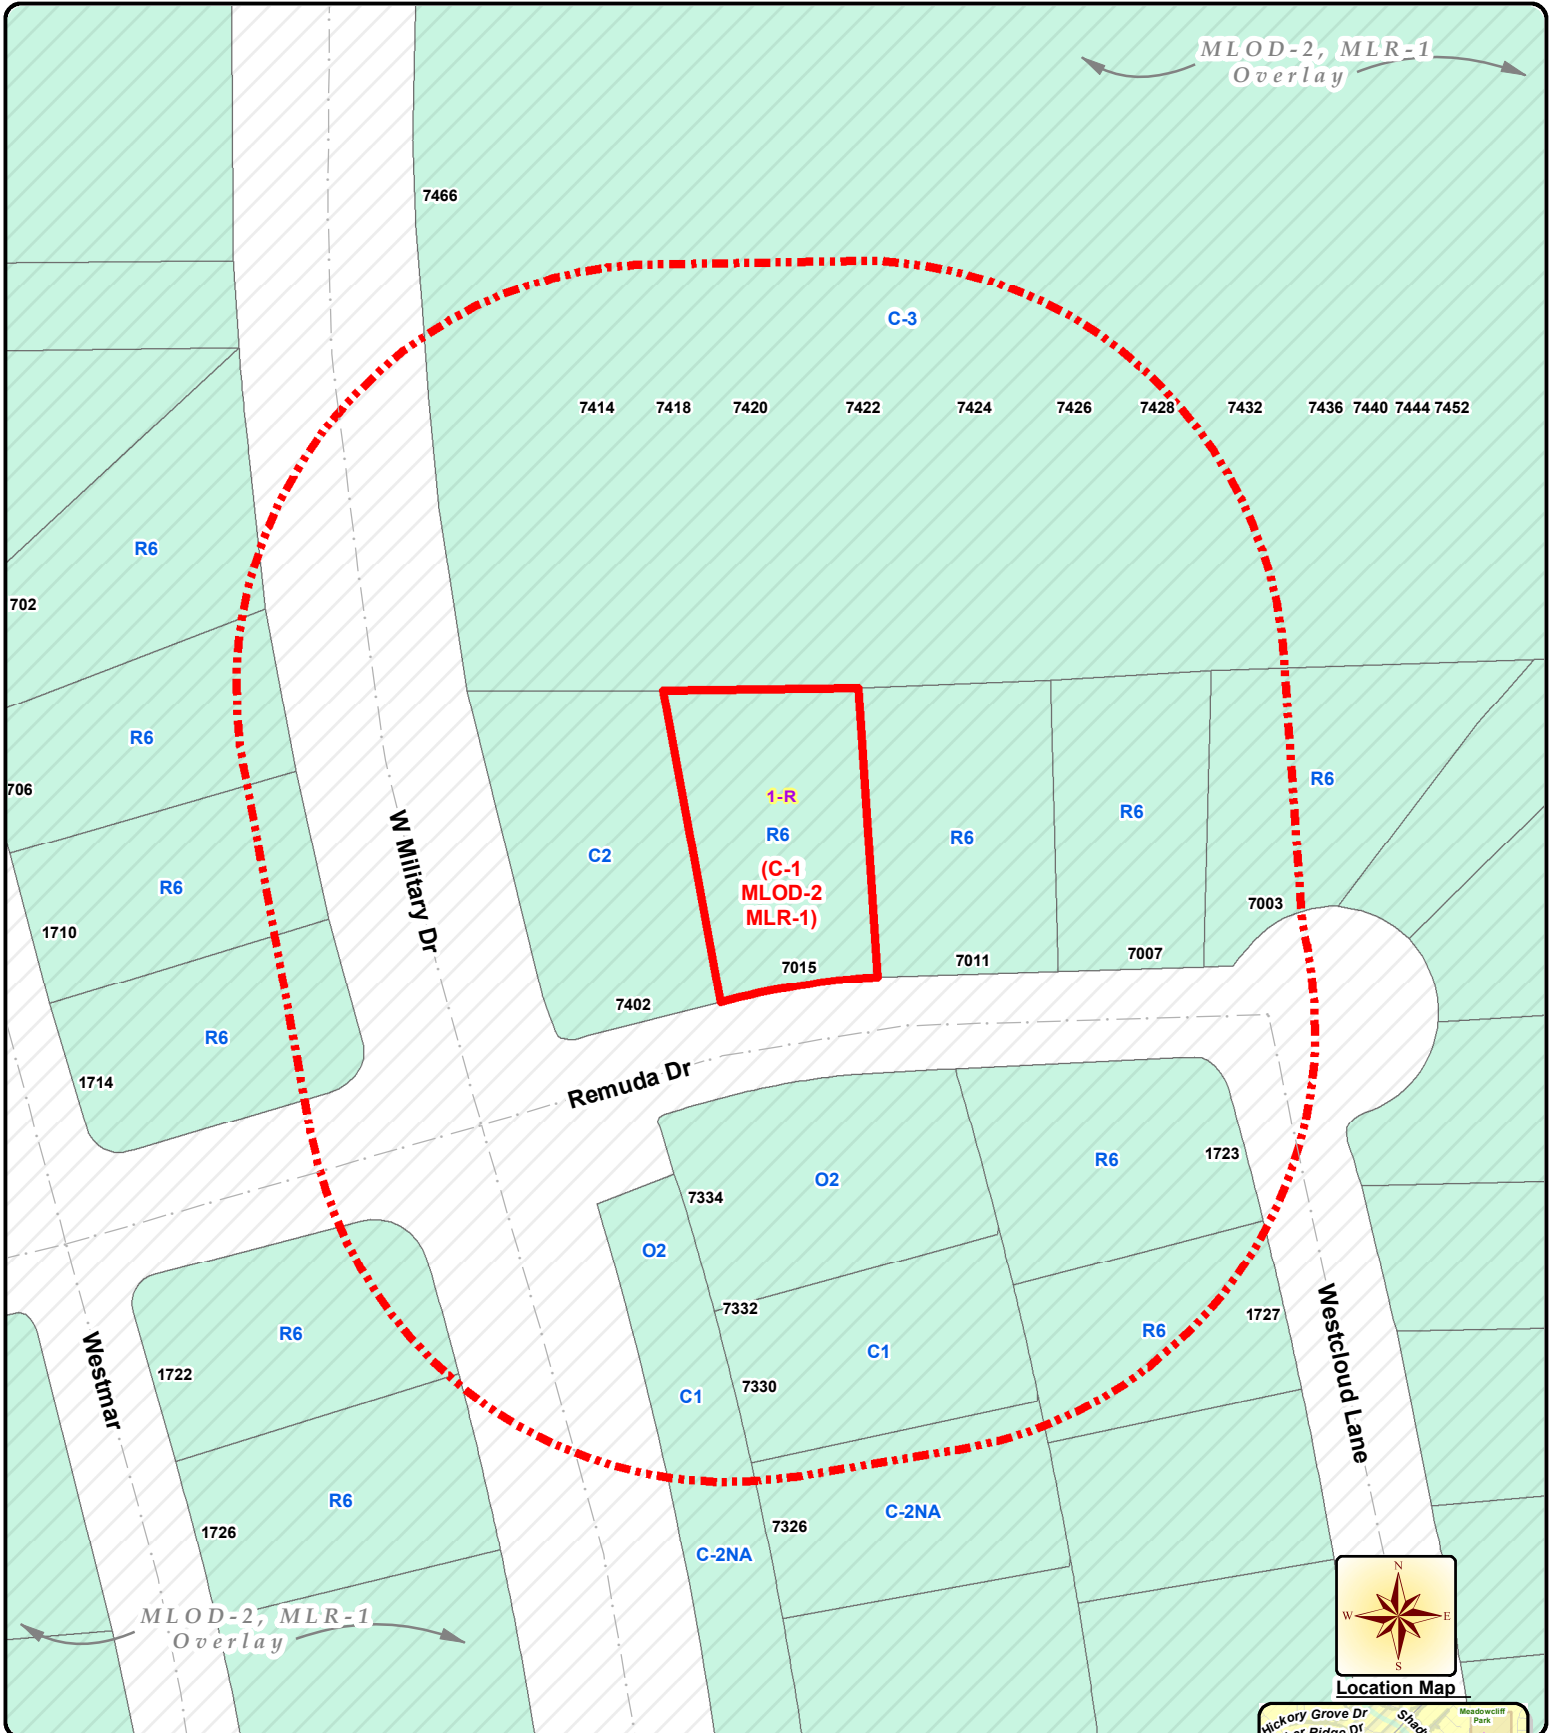 MLOD-2, MLR-1
Overlay
7466
C-3
7414 7418 7420 7422 7424 7426 7428 7432 7436 7440 7444 7452
R6
702
R6
706
R6
1710
R6
1714
W Military Dr
C2
7402
1-R
R6
(C-1
MLOD-2
MLR-1)
7015
R6
7011
R6
7007
R6
7003
Remuda Dr
O2
7334
R6
1723
O2
7332
C1
7330
C1
R6
1727
Westcloud Lane
Westmar
R6
1722
R6
1726
C-2NA
7326
C-2NA
MLOD-2, MLR-1
Overlay
N
W E
S
Location Map
Hickory Grove Dr
Meadowcliff
Park